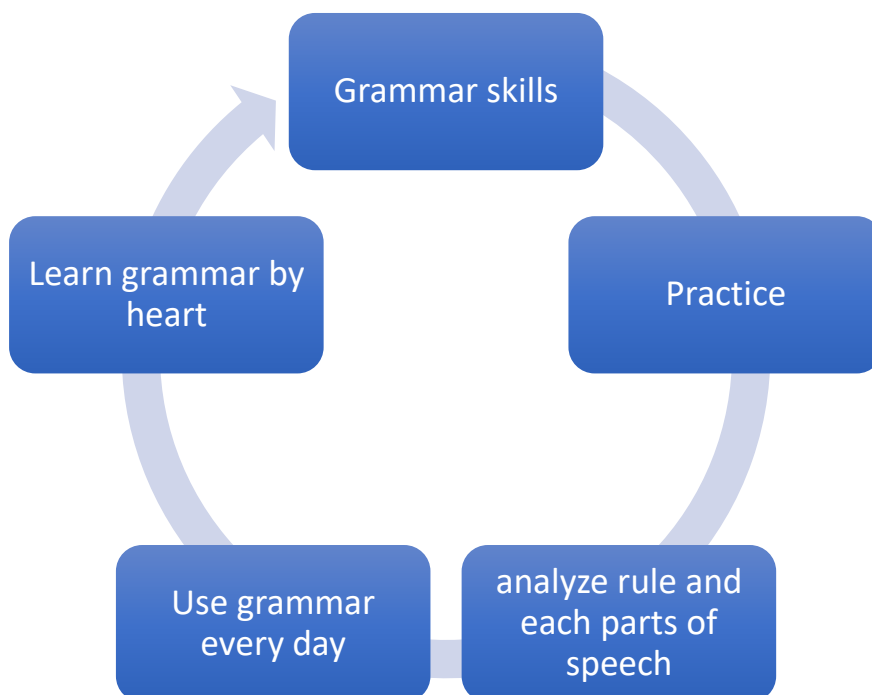 Grammar skills
Practice
analyze rule and
each parts of
speech
Use grammar
every day
Learn grammar by
heart